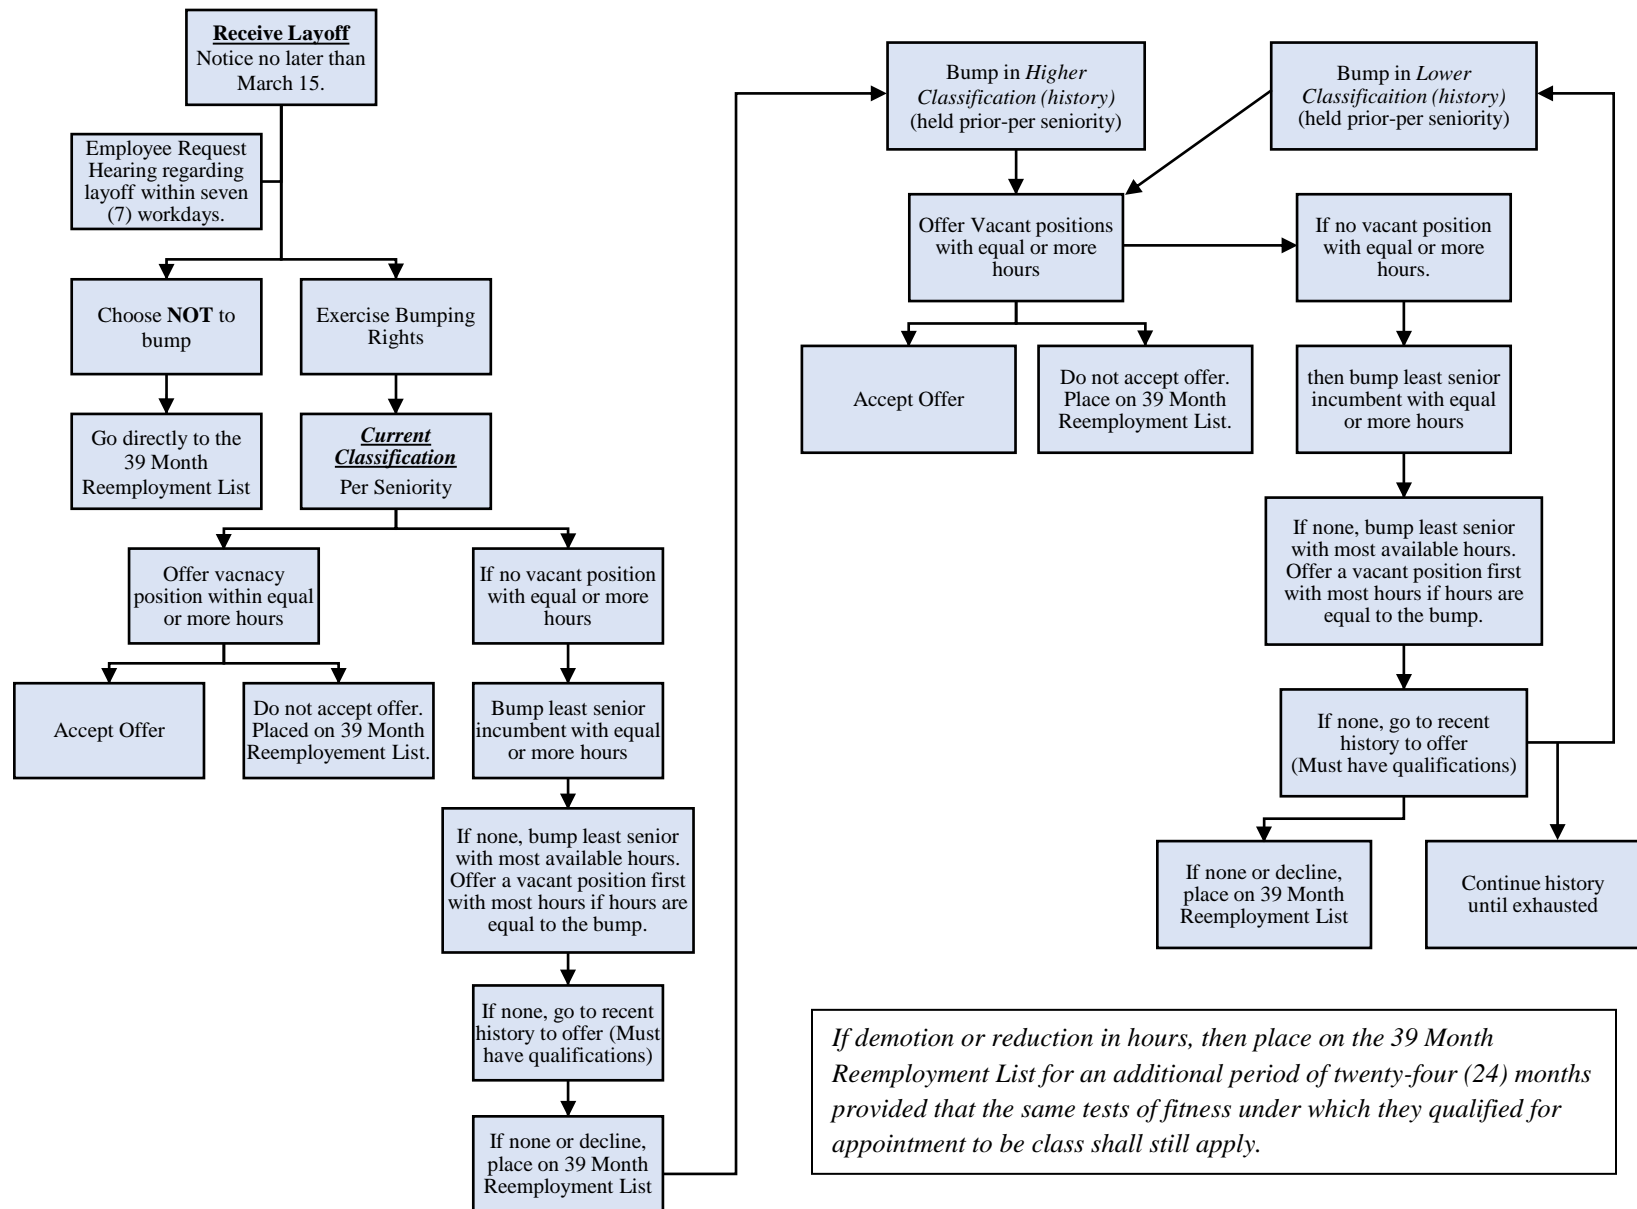 Receive Layoff
Notice no later than
March 15.
Employee Request
Hearing regarding
layoff within seven
(7) workdays.
Choose NOT to
bump
Exercise Bumping
Rights
Go directly to the
39 Month
Reemployment List
Current
Classification
Per Seniority
Offer vacnacy
position within equal
or more hours
If no vacant position
with equal or more
hours
Accept Offer
Do not accept offer.
Placed on 39 Month
Reemployement List.
Bump least senior
incumbent with equal
or more hours
If none, bump least senior
with most available hours.
Offer a vacant position first
with most hours if hours are
equal to the bump.
If none, go to recent
history to offer (Must
have qualifications)
If none or decline,
place on 39 Month
Reemployment List
Bump in Higher
Classification (history)
(held prior-per seniority)
Bump in Lower
Classificaition (history)
(held prior-per seniority)
Offer Vacant positions
with equal or more
hours
If no vacant position
with equal or more
hours.
Accept Offer
Do not accept offer.
Place on 39 Month
Reemployment List.
then bump least senior
incumbent with equal
or more hours
If none, bump least senior
with most available hours.
Offer a vacant position first
with most hours if hours are
equal to the bump.
If none, go to recent
history to offer
(Must have qualifications)
If none or decline,
place on 39 Month
Reemployment List
Continue history
until exhausted
If demotion or reduction in hours, then place on the 39 Month
Reemployment List for an additional period of twenty-four (24) months
provided that the same tests of fitness under which they qualified for
appointment to be class shall still apply.